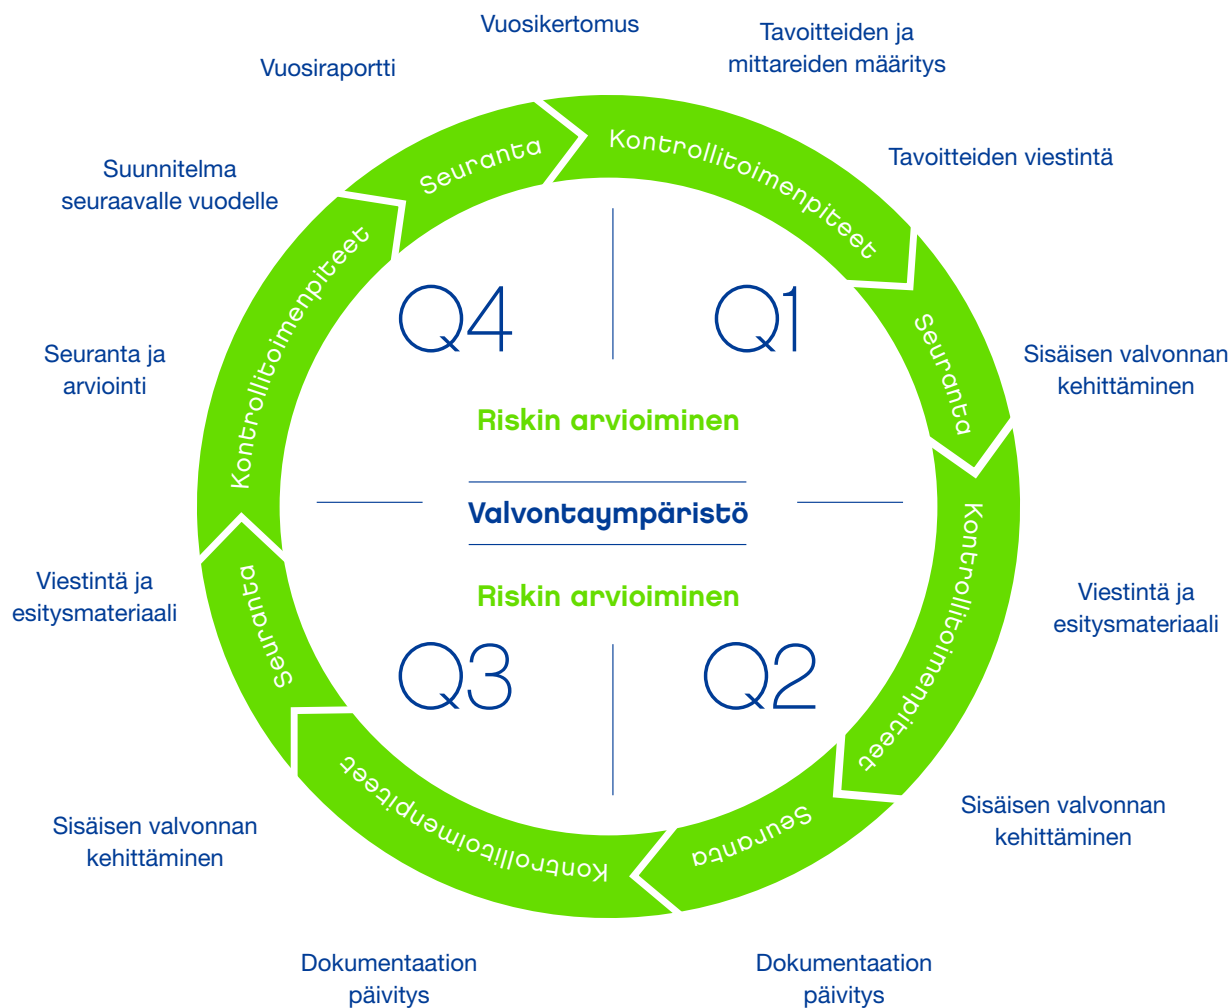 Vuosikertomus
Tavoitteiden ja
mittareiden määritys
Vuosiraportti
Tavoitteiden viestintä
Suunnitelma
seuraavalle vuodelle
Seuranta
Kontrollitoimenpiteet
Kontrollitoimenpiteet
Seuranta
Q4
Q1
Seuranta ja
arviointi
Sisäisen valvonnan
kehittäminen
Riskin arvioiminen
Valvontaympäristö
Riskin arvioiminen
Viestintä ja
esitysmateriaali
Viestintä ja
esitysmateriaali
Seuranta
Kontrollitoimenpiteet
Q3
Q2
Kontrollitoimenpiteet
Seuranta
Sisäisen valvonnan
kehittäminen
Sisäisen valvonnan
kehittäminen
Dokumentaation
päivitys
Dokumentaation
päivitys